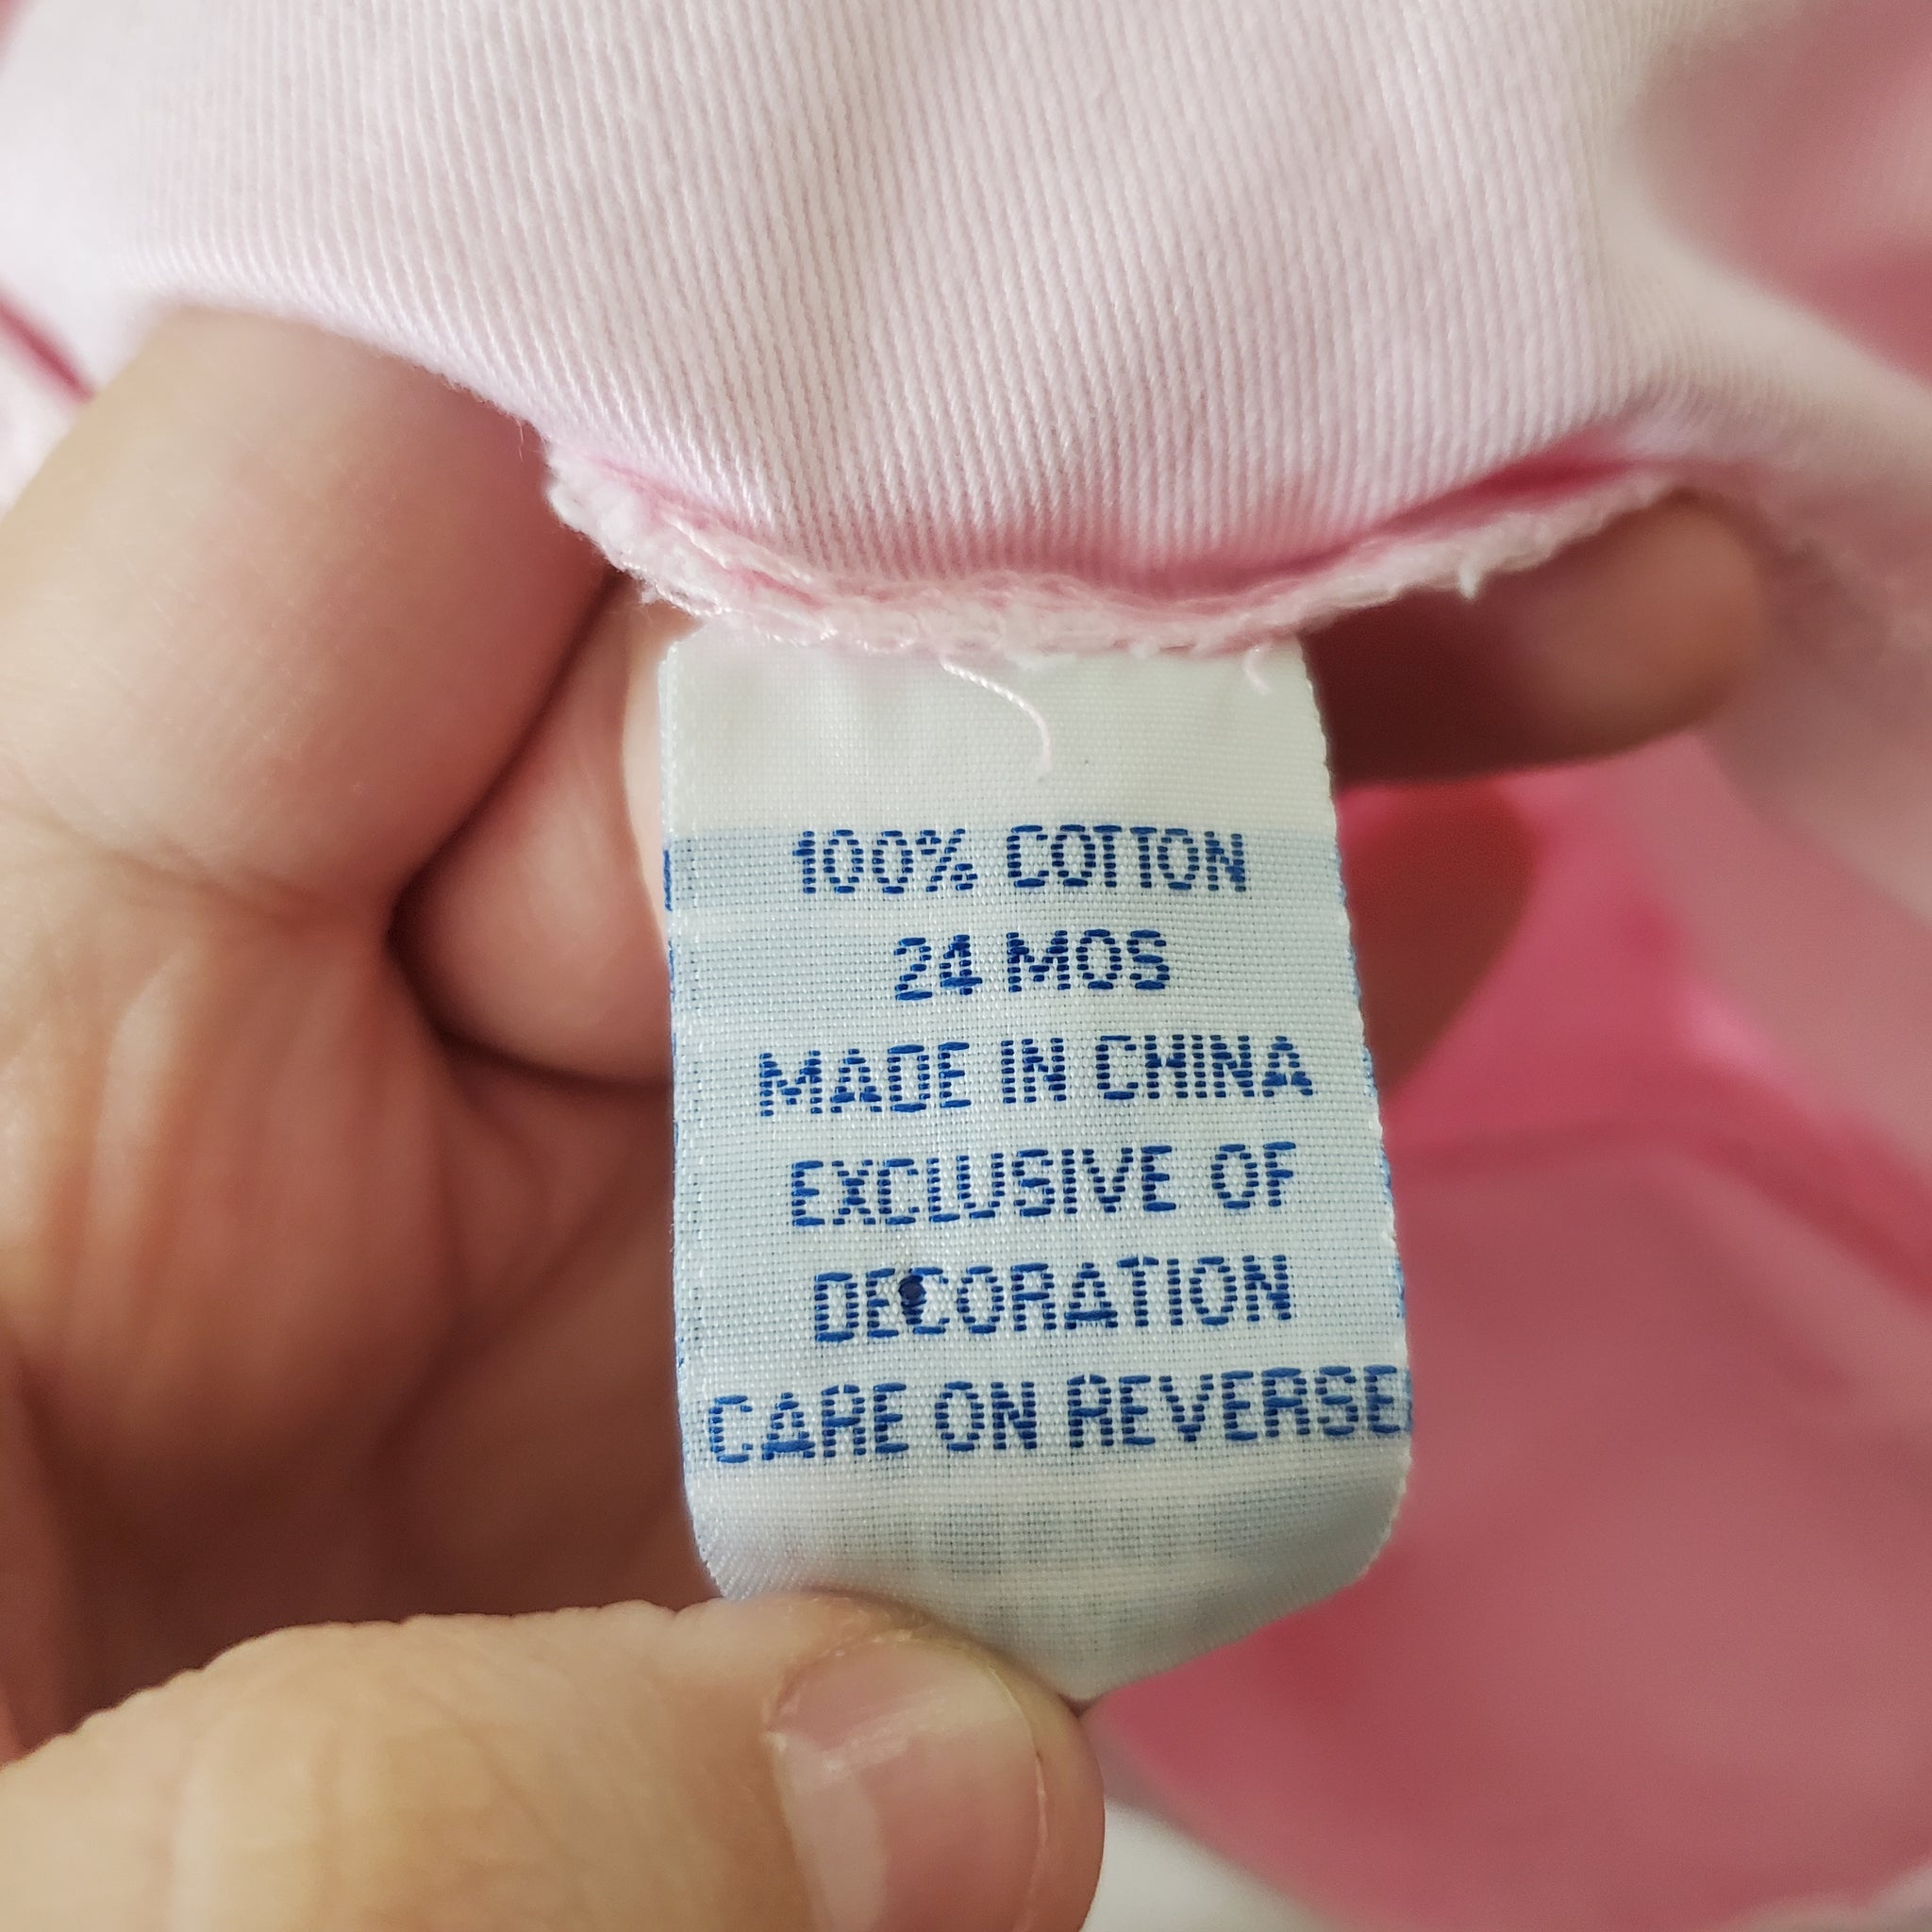 100% COTTON
24 MOS
MADE IN CHINA
EXCLUSIVE OF
DECORATION
CARE ON REVERSE